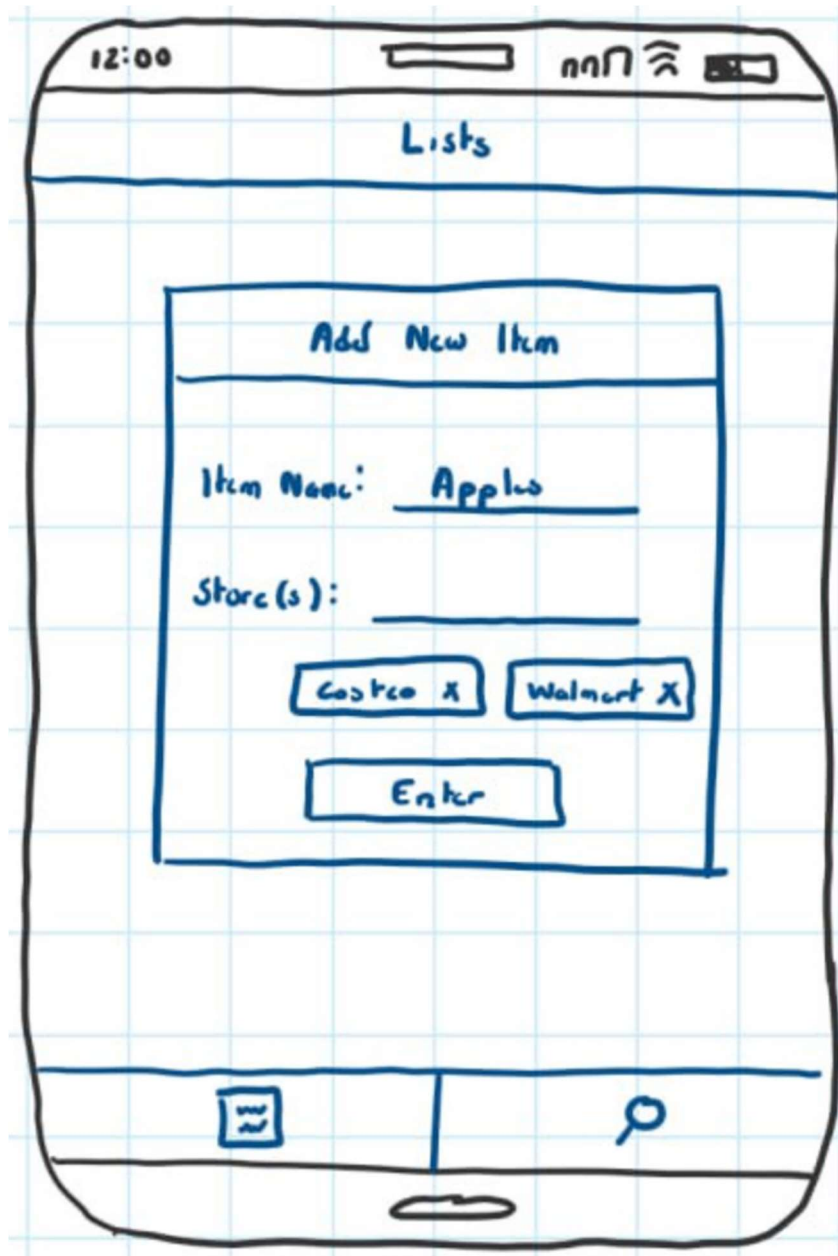 12:00
Lists
Add New Item
Item Name: Apples
Store(s):
Costco x Walmart x
Enter